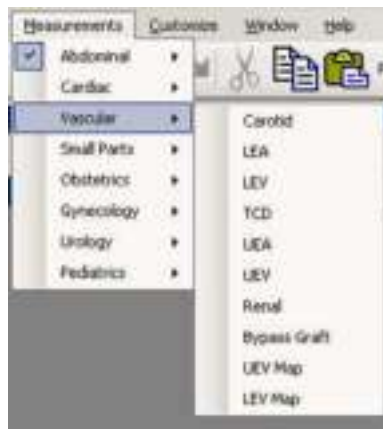 Measurements Customize Window Help
Abdominal
Cardiac
Vascular
Small Parts
Obstetrics
Gynecology
Urology
Pediatrics
Carotid
LEA
LEV
TCD
UEA
UEV
Renal
Bypass Graft
UEV Map
LEV Map